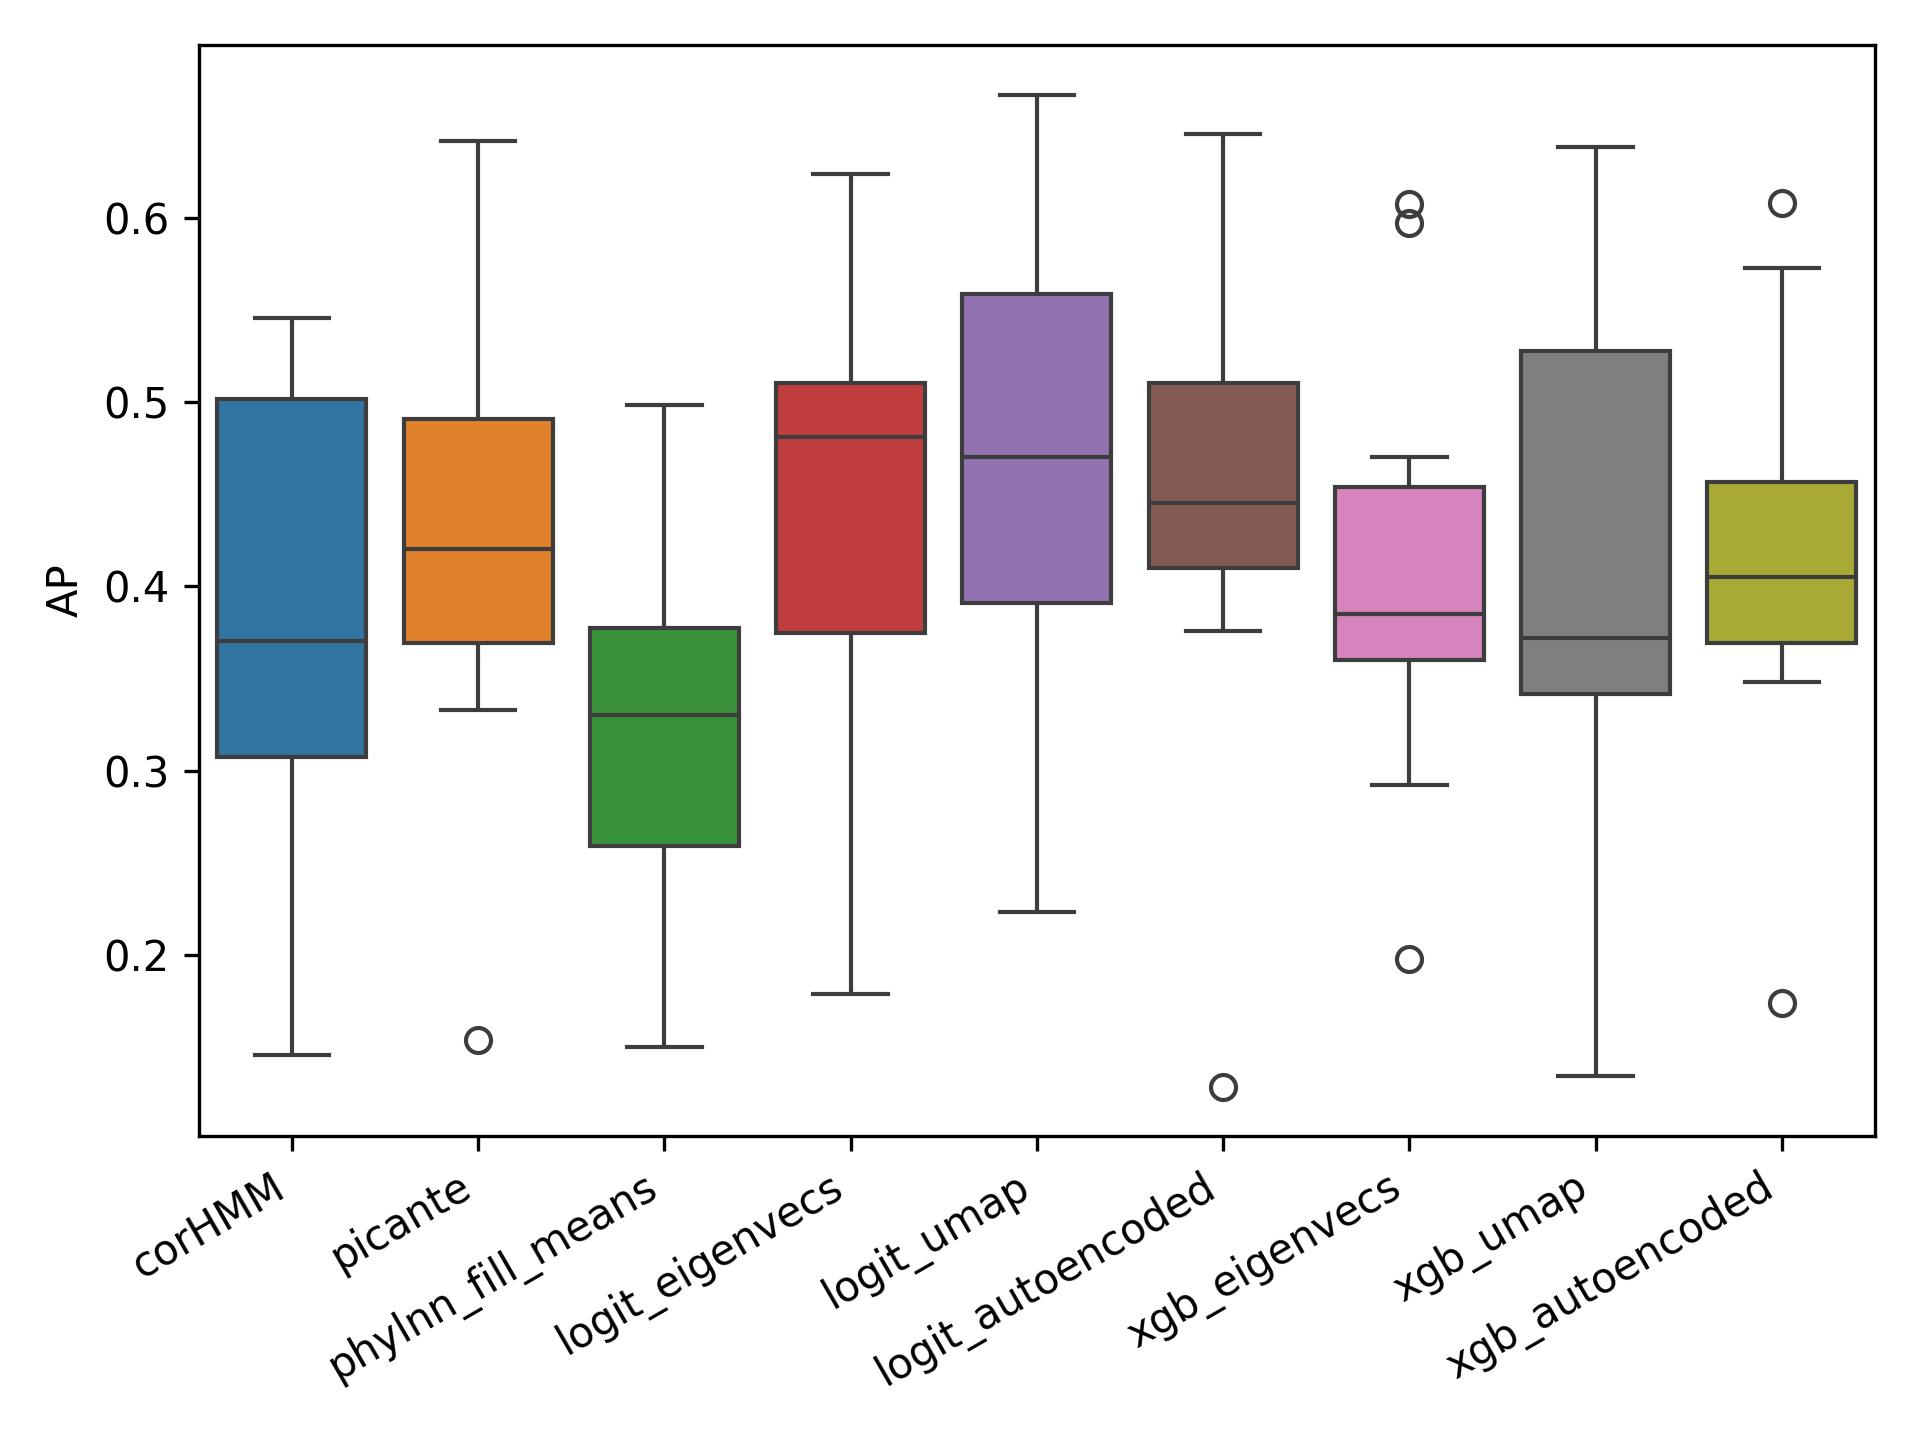 AP
0.6
0.5
0.4
0.3
0.2
corHMM
picante
phylnn_fill_means
logit_eigenvecs
logit_umap
logit_autoencoded
xgb_eigenvecs
xgb_umap
xgb_autoencoded